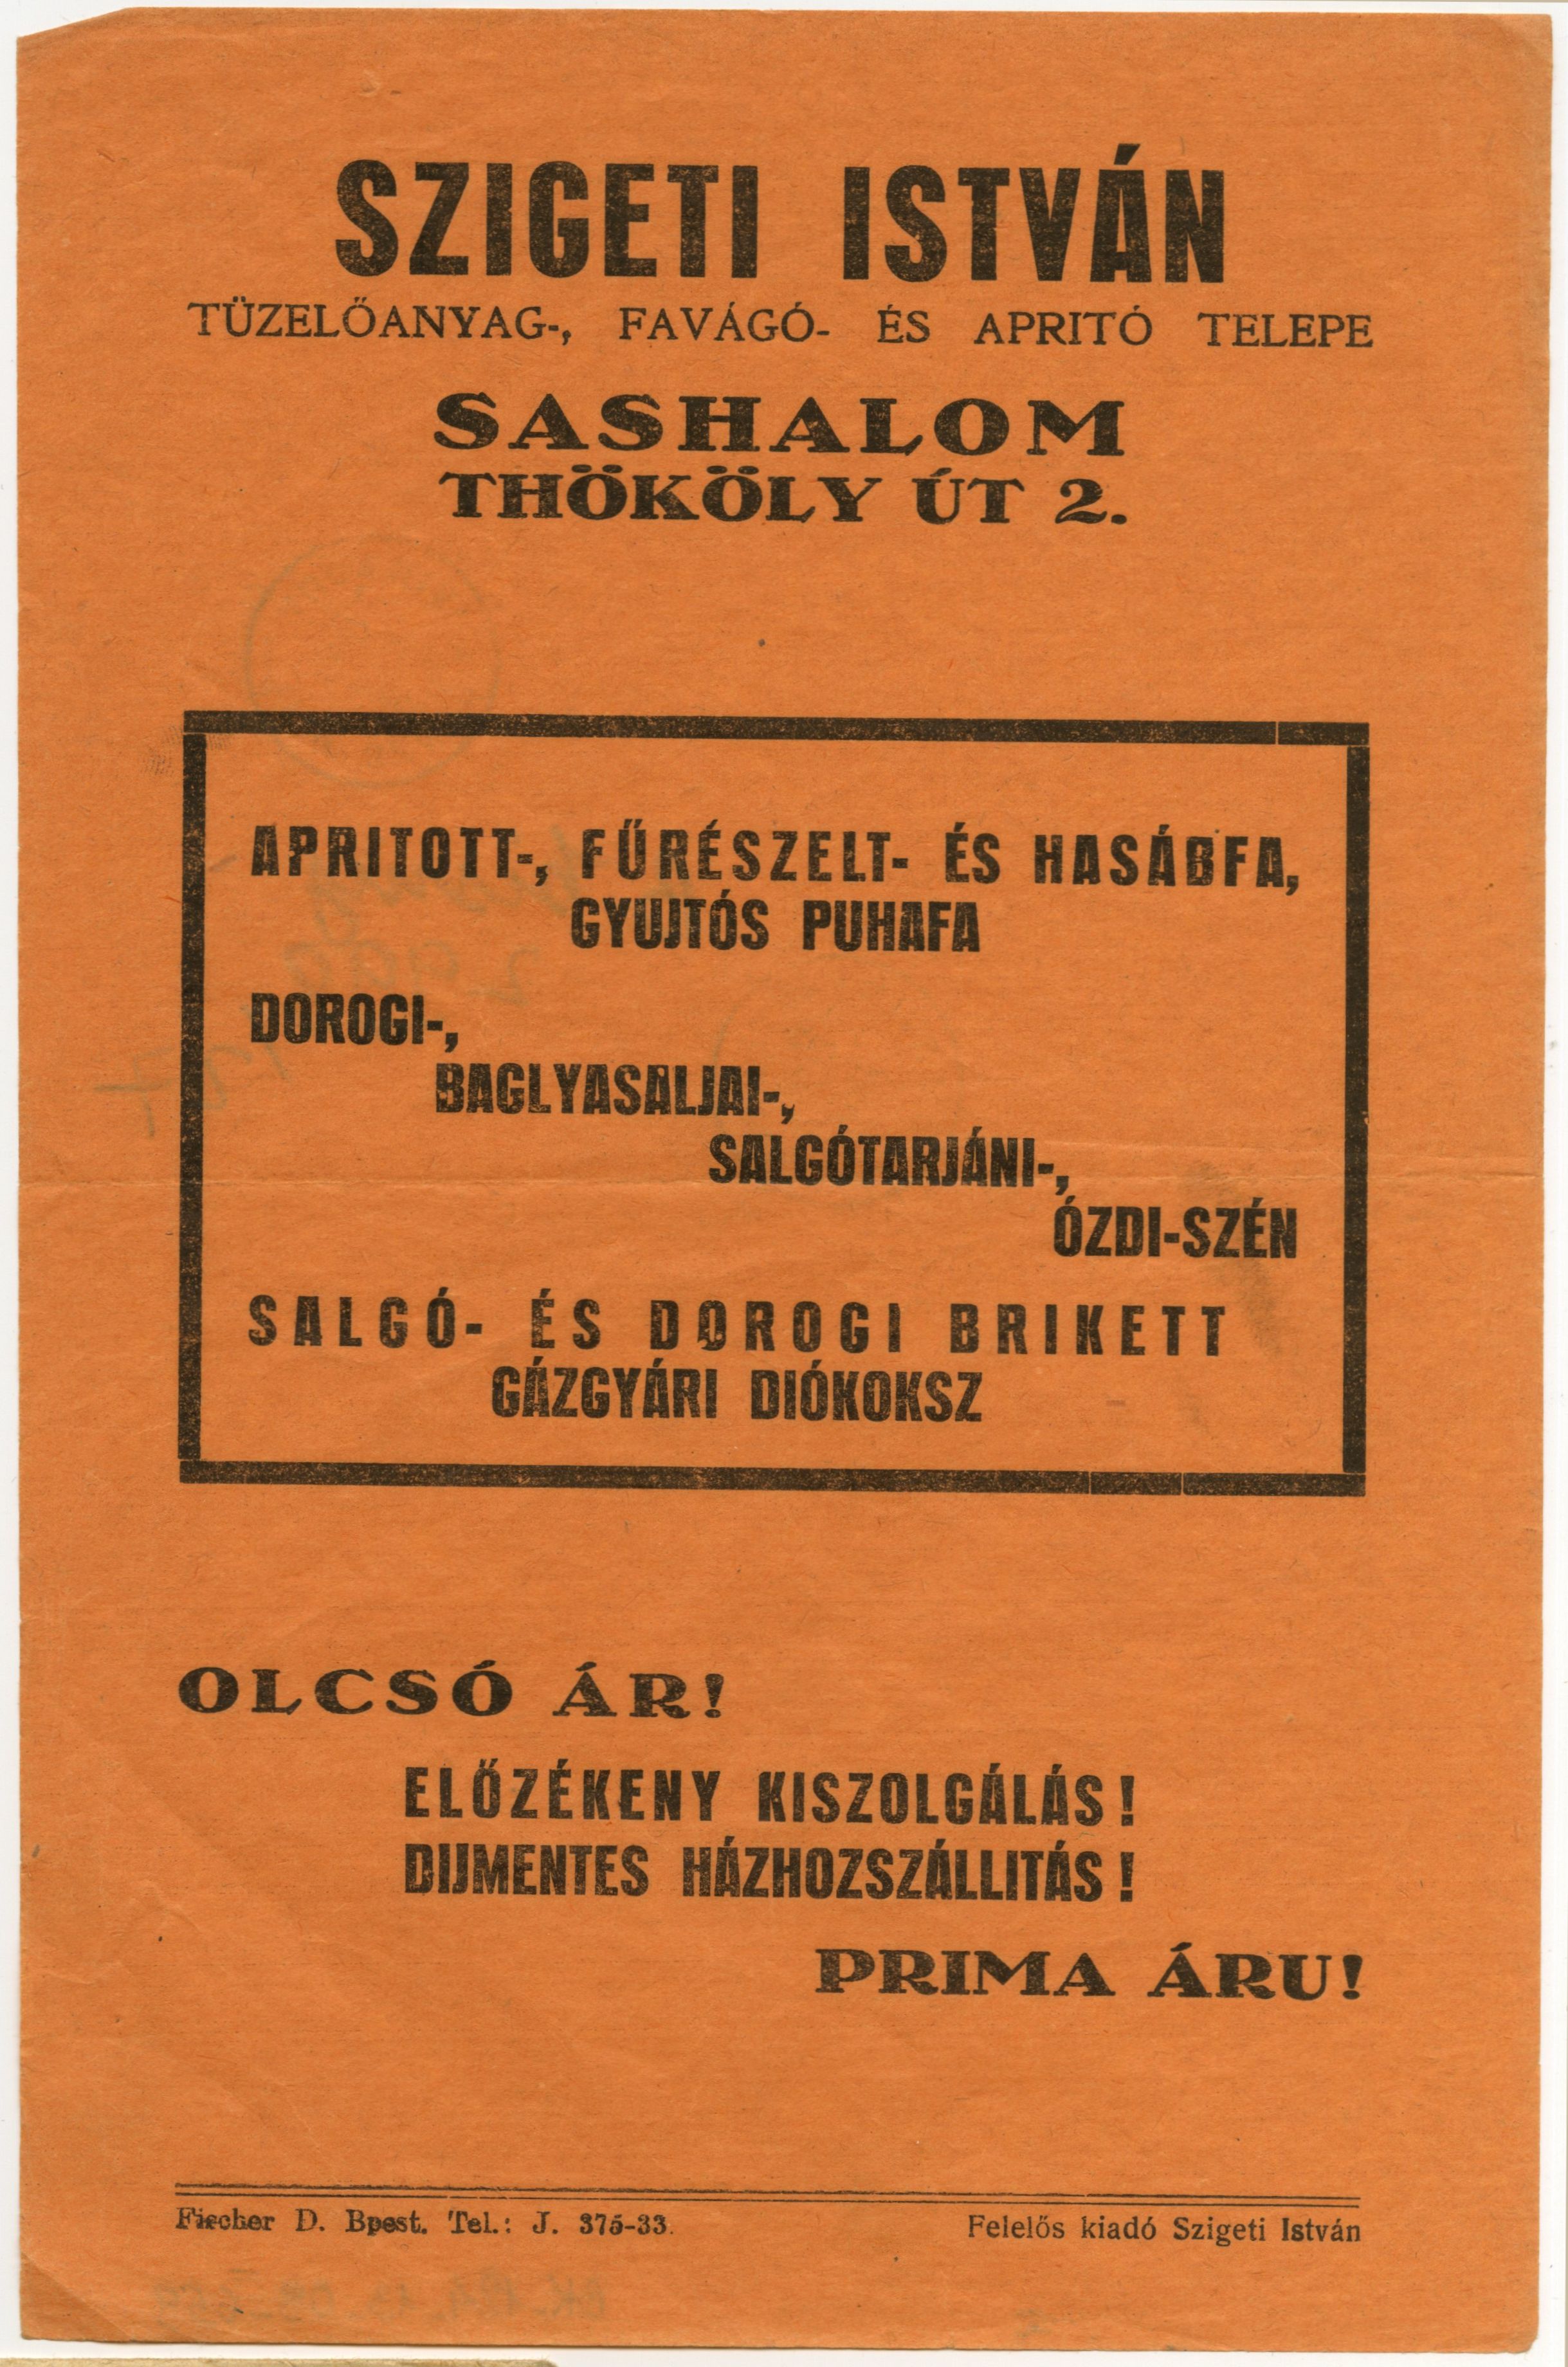 SZIGETI ISTVÁN
TÜZELŐANYAG-, FAVÁGÓ- ÉS APRITÓ TELEPE
SASHALOM
THÖKÖLY ÚT 2.
APRITOTT-, FŰRÉSZELT- ÉS HASÁBFA,
GYUJTÓS PUHAFA
DOROGI-,
BAGLYASALJAI-,
SALGÓTARJÁNI-,
ÓZDI-SZÉN
SALGÓ- ÉS DOROGI BRIKETT
GÁZGYÁRI DIÓKOKSZ
OLCSÓ ÁR!
ELŐZÉKENY KISZOLGÁLÁS!
DIJMENTES HÁZHOZSZÁLLITÁS!
PRIMA ÁRU!
Fischer D. Bpest. Tel.: J. 375-33.
Felelős kiadó Szigeti István